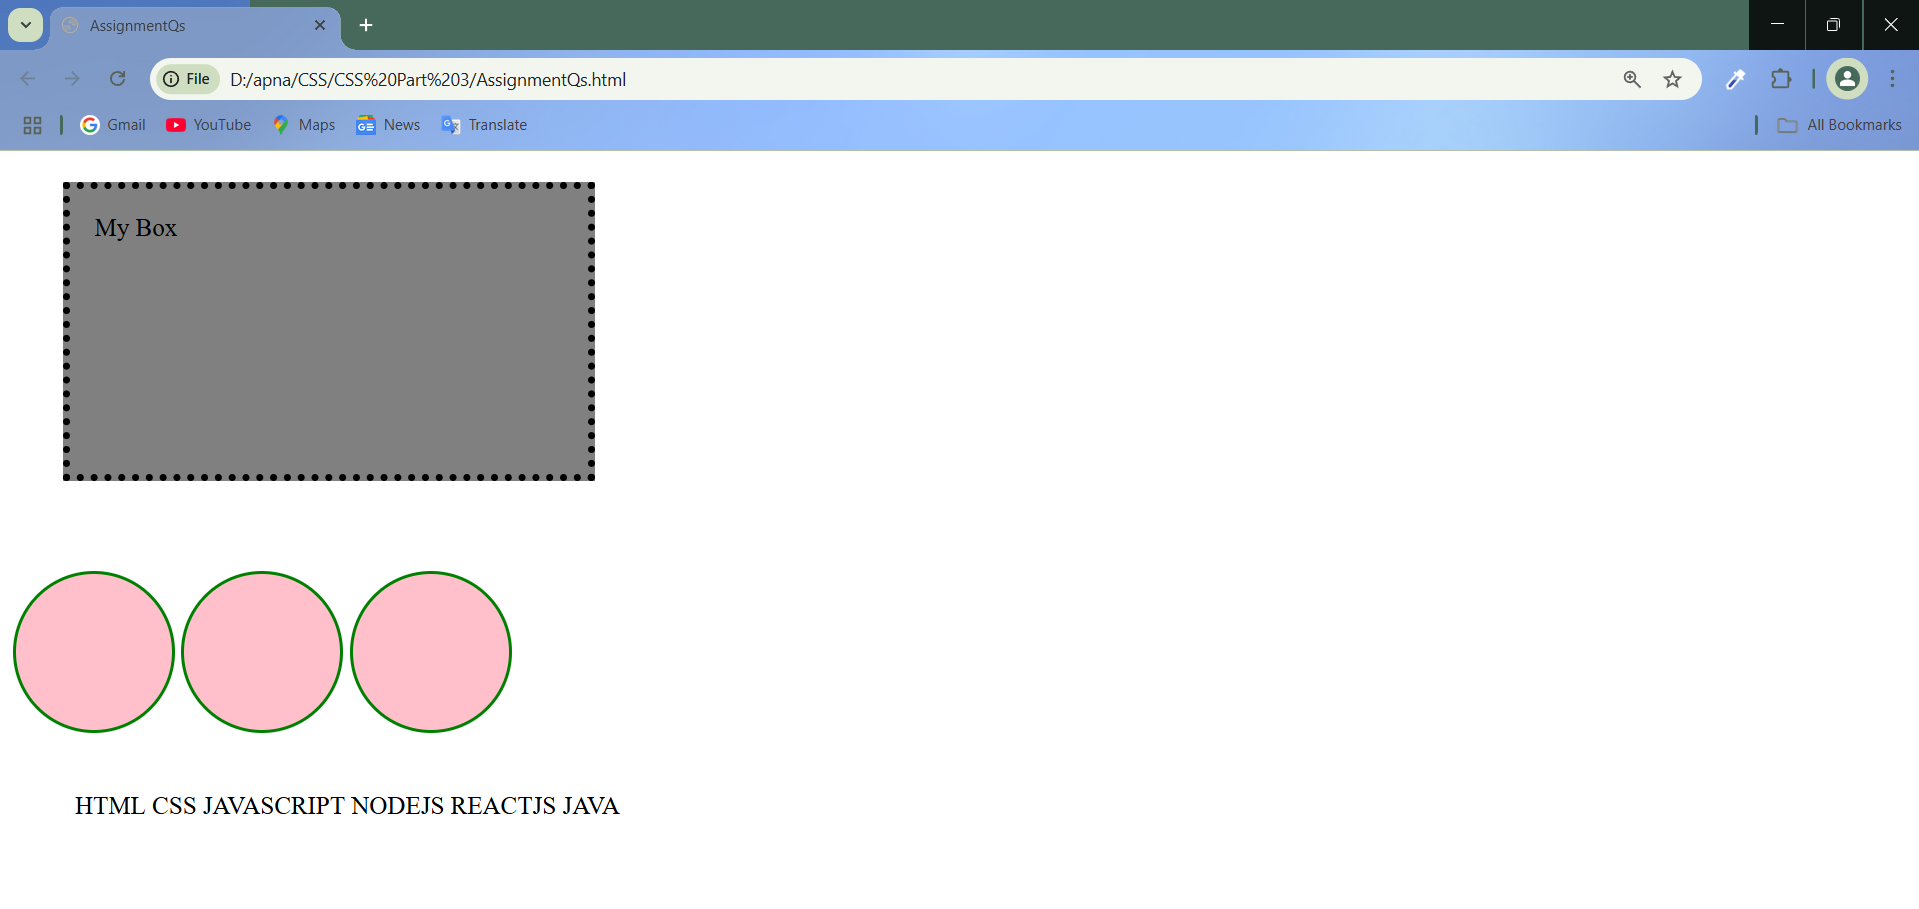 AssignmentQs
File D:/apna/CSS/CSS%20Part%203/AssignmentQs.html
Gmail YouTube Maps News Translate All Bookmarks
My Box
HTML CSS JAVASCRIPT NODEJS REACTJS JAVA